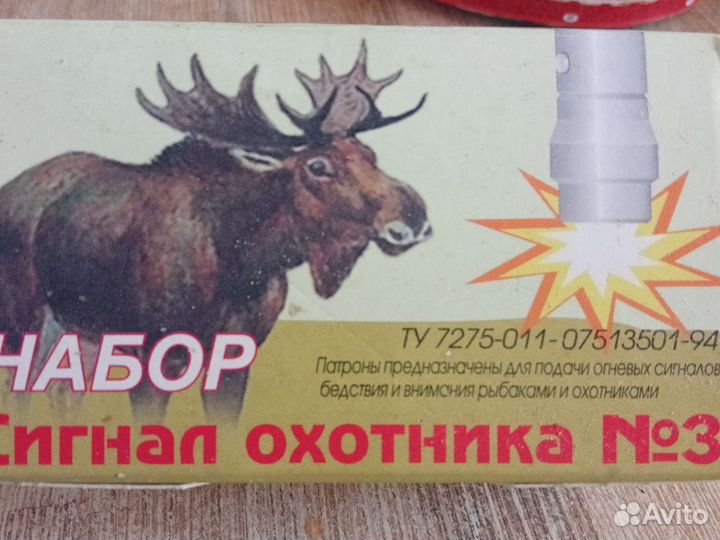 НАБОР
ТУ 7275-011-07513501-94
Патроны предназначены для подачи огневых сигналов
бедствия и внимания рыбаками и охотниками
Сигнал охотника №3
Avito